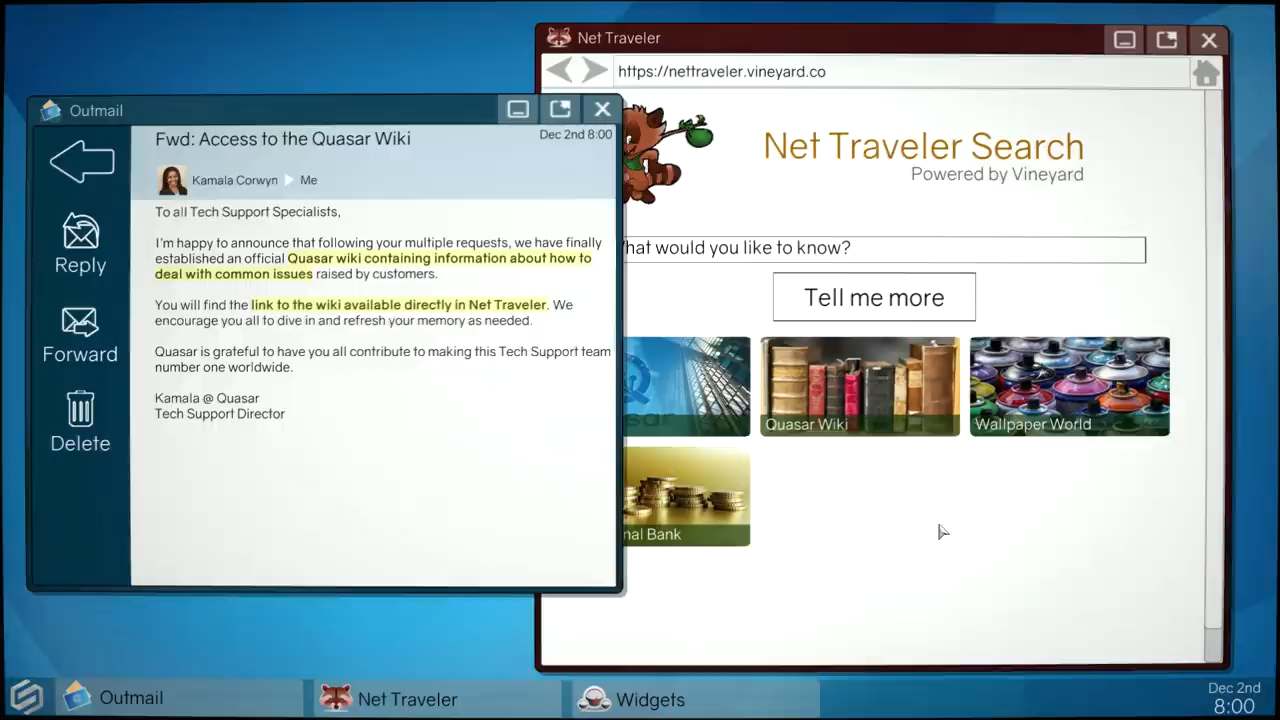 Net Traveler
https://nettraveler.vineyard.co
Outmail
Fwd: Access to the Quasar Wiki
Dec 2nd 8:00
Kamala Corwyn Me
To all Tech Support Specialists,
I'm happy to announce that following your multiple requests, we have finally
established an official Quasar wiki containing information about how to
deal with common issues raised by customers.
You will find the link to the wiki available directly in Net Traveler. We
encourage you all to dive in and refresh your memory as needed.
Quasar is grateful to have you all contribute to making this Tech Support team
number one worldwide.
Kamala @ Quasar
Tech Support Director
Reply
Forward
Delete
Net Traveler Search
Powered by Vineyard
hat would you like to know?
Tell me more
sar
Quasar Wiki
Wallpaper World
nal Bank
Outmail
Net Traveler
Widgets
Dec 2nd
8:00